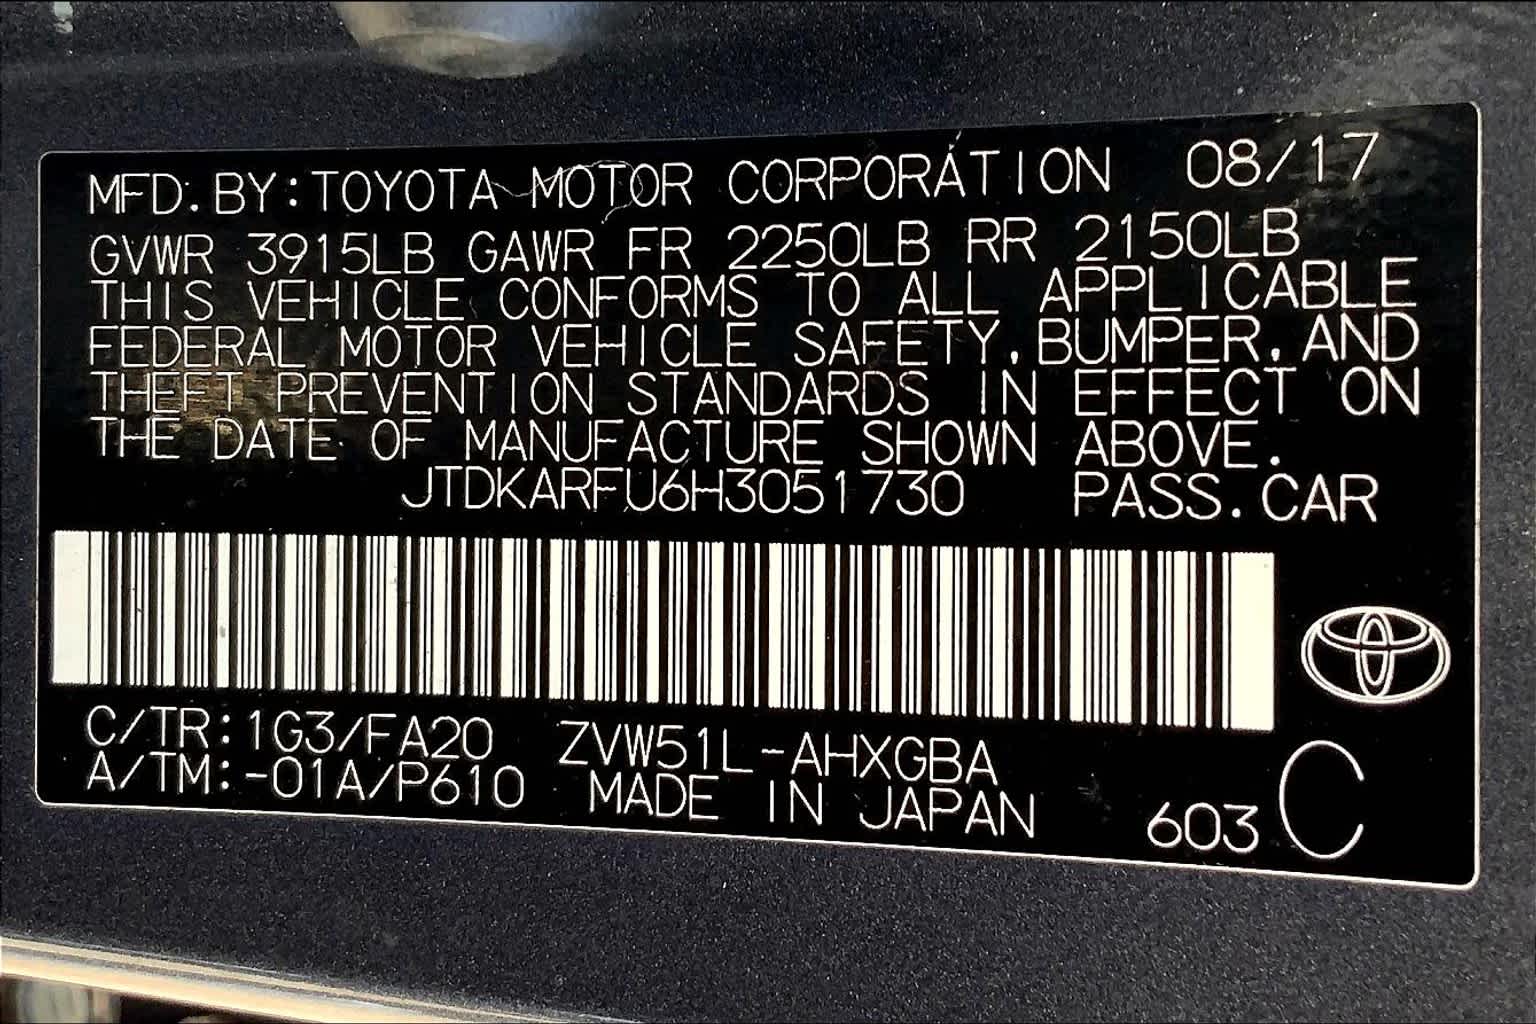 MFD. BY:TOYOTA MOTOR CORPORATION 08/17
GVWR 3915LB GAWR FR 2250LB RR 2150LB
THIS VEHICLE CONFORMS TO ALL APPLICABLE
FEDERAL MOTOR VEHICLE SAFETY, BUMPER, AND
THEFT PREVENTION STANDARDS IN EFFECT ON
THE DATE OF MANUFACTURE SHOWN ABOVE.
JTDKARFU6H3051730 PASS. CAR
C/TR:1G3/FA20 ZVW51L-AHXGBA
A/TM:-01A/P610 MADE IN JAPAN 603 C